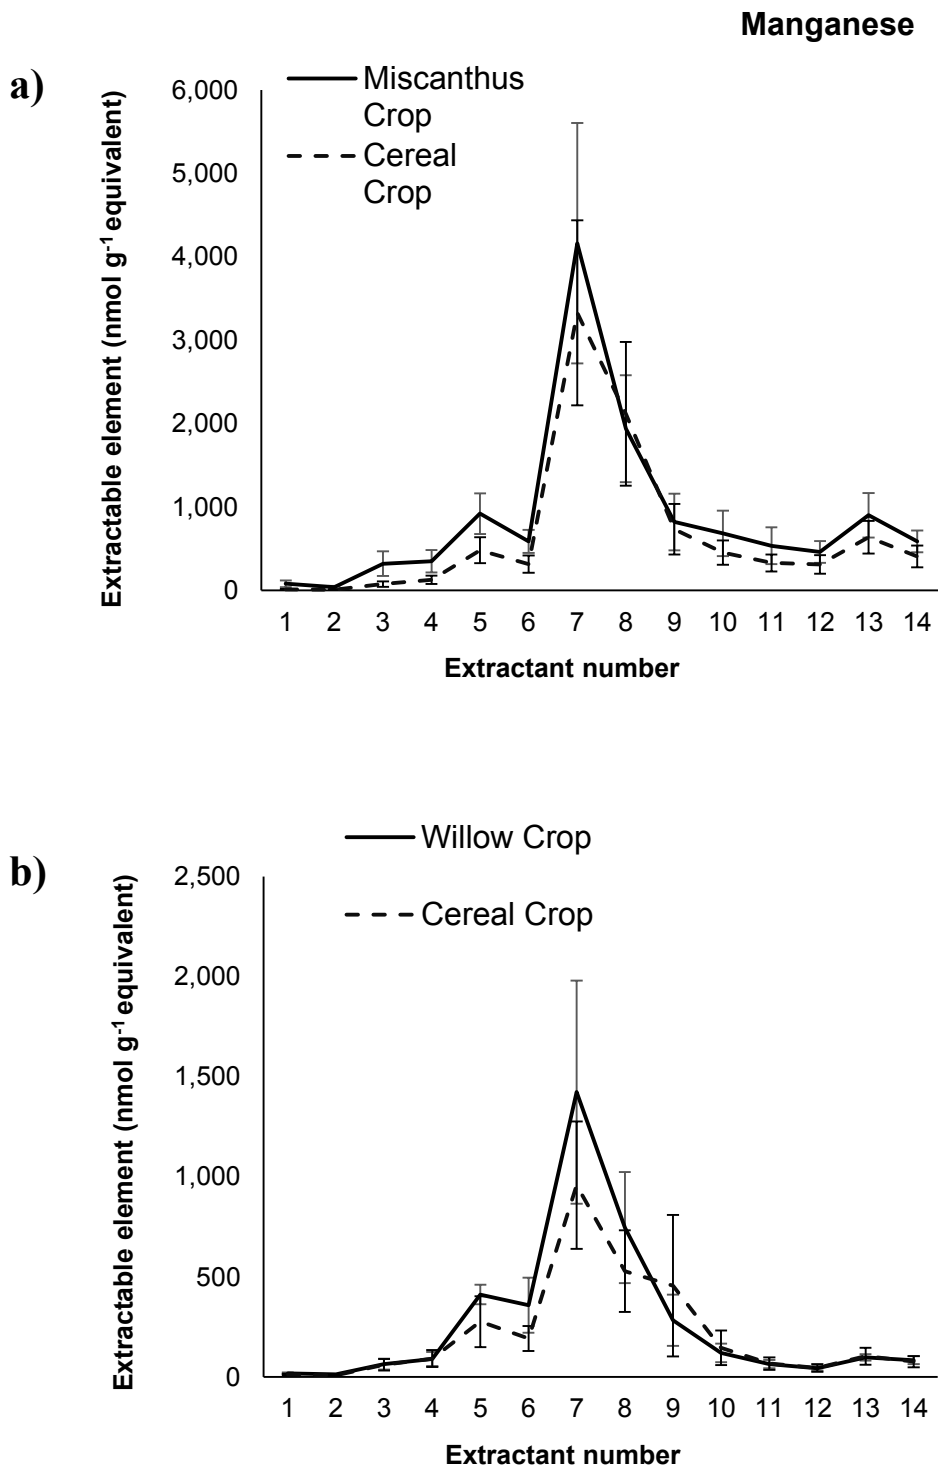 Manganese
a)
Miscanthus
Crop
Cereal
Crop
Extractable element (nmol g⁻¹ equivalent)
6,000
5,000
4,000
3,000
2,000
1,000
0
1 2 3 4 5 6 7 8 9 10 11 12 13 14
Extractant number
b)
Willow Crop
Cereal Crop
Extractable element (nmol g⁻¹ equivalent)
2,500
2,000
1,500
1,000
500
0
1 2 3 4 5 6 7 8 9 10 11 12 13 14
Extractant number